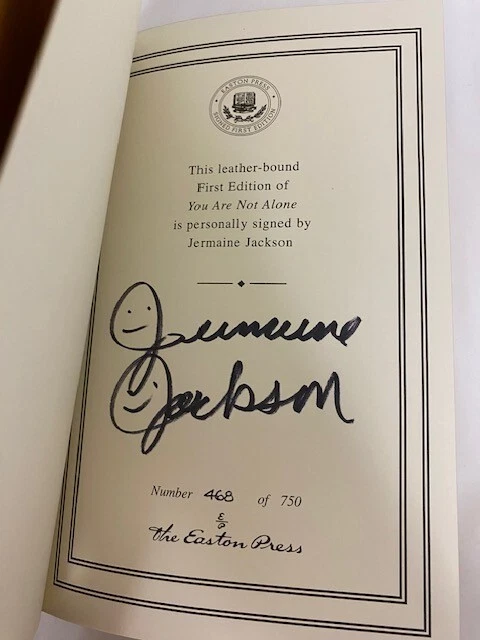 EASTON PRESS
SIGNED FIRST EDITION
This leather-bound
First Edition of
You Are Not Alone
is personally signed by
Jermaine Jackson
Jermaine
Jackson
Number 468 of 750
E/P
The Easton Press